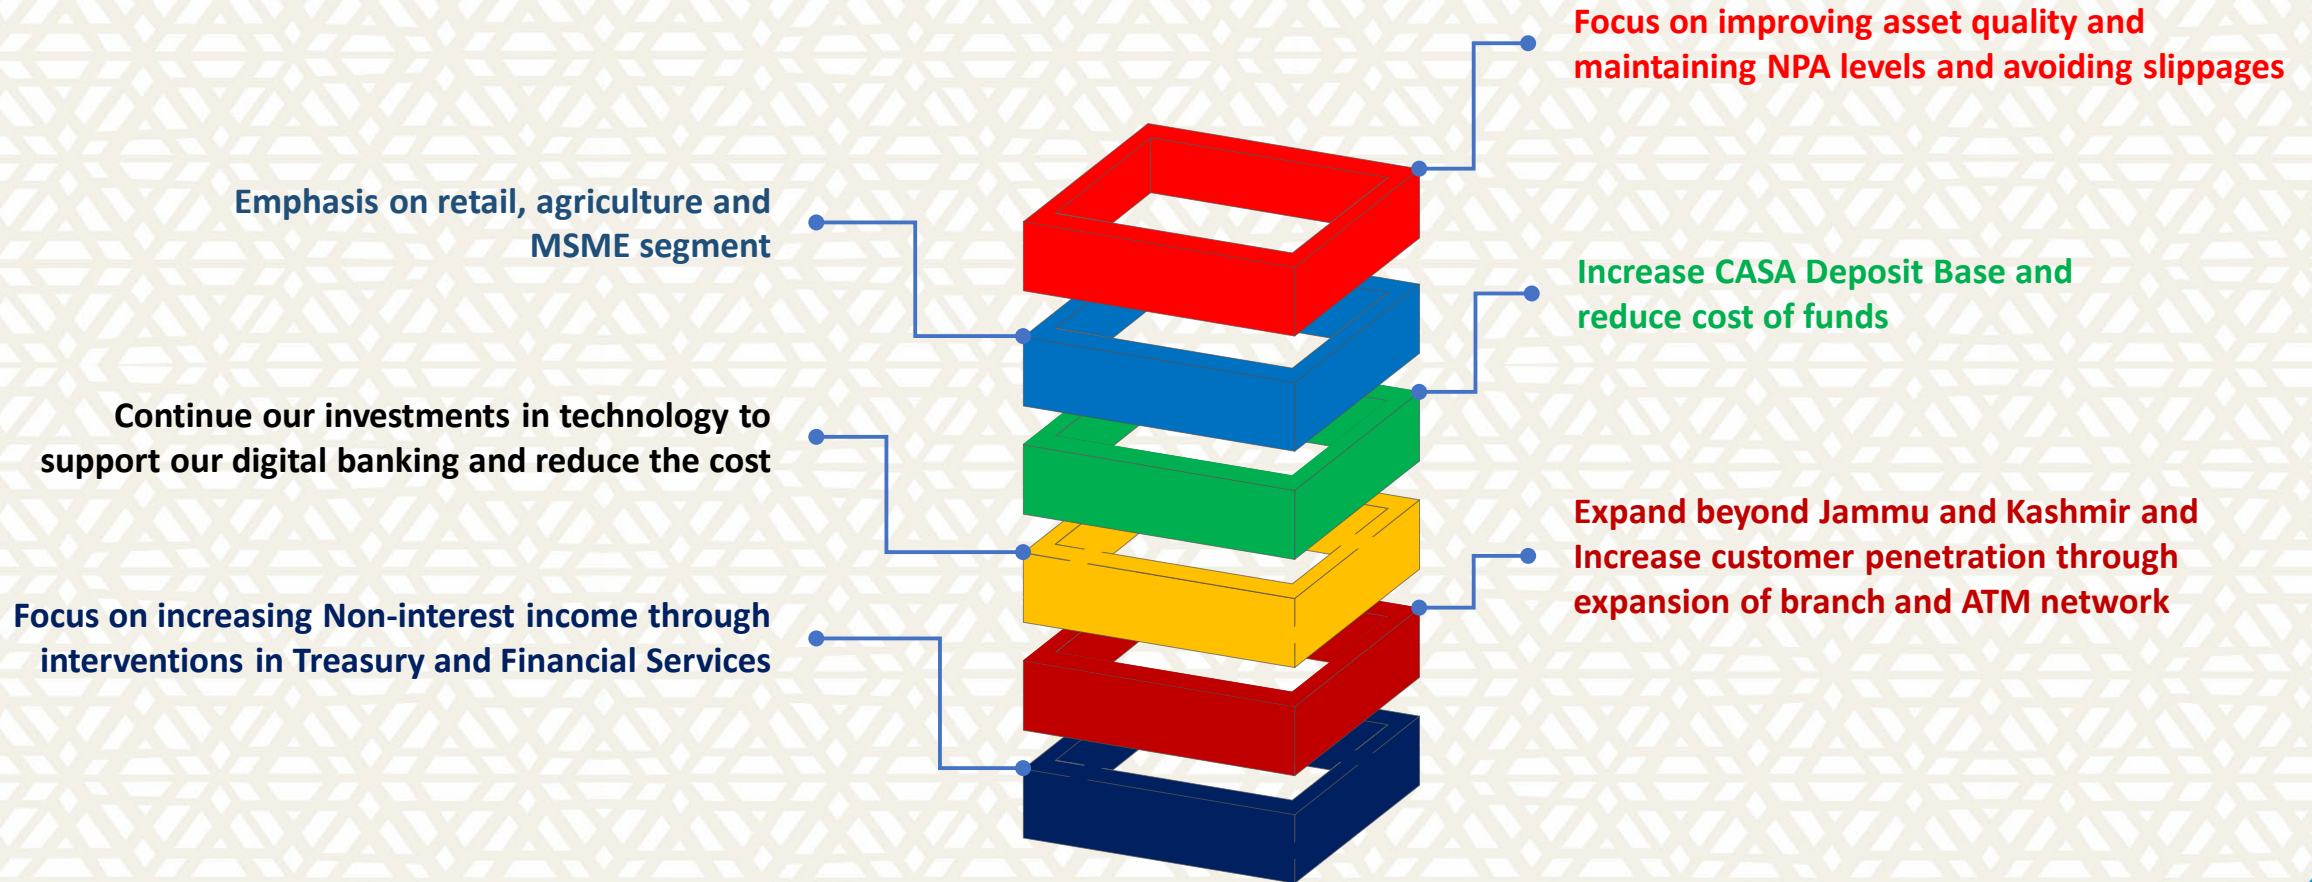 Focus on improving asset quality and
maintaining NPA levels and avoiding slippages
Emphasis on retail, agriculture and
MSME segment
Increase CASA Deposit Base and
reduce cost of funds
Continue our investments in technology to
support our digital banking and reduce the cost
Expand beyond Jammu and Kashmir and
Increase customer penetration through
expansion of branch and ATM network
Focus on increasing Non-interest income through
interventions in Treasury and Financial Services